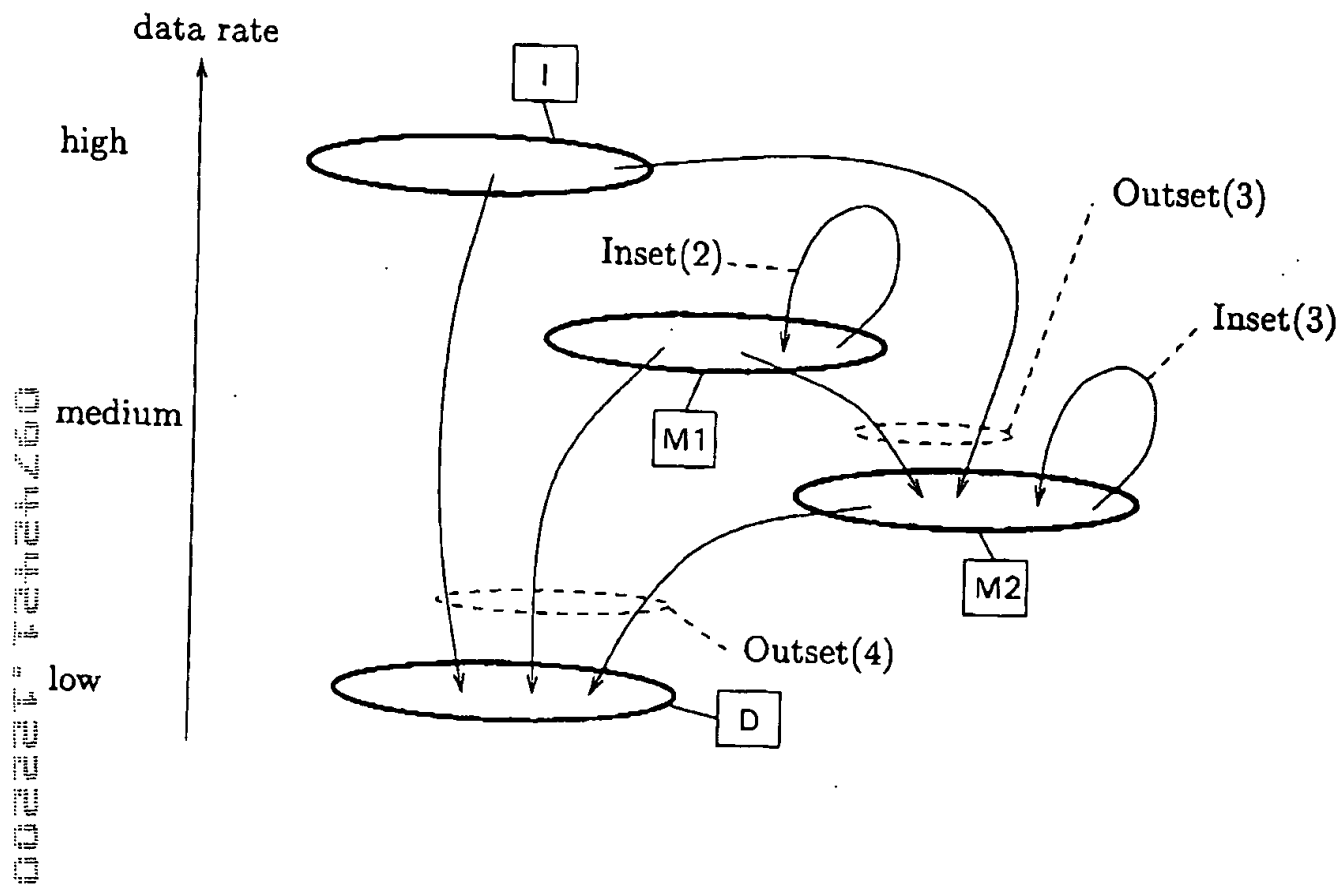 data rate
I
high
Outset(3)
Inset(2)
Inset(3)
medium
M1
M2
Outset(4)
low
D